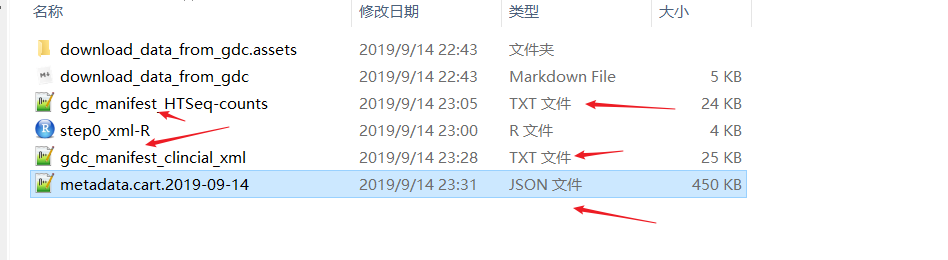 名称 修改日期 类型 大小
download_data_from_gdc.assets 2019/9/14 22:43 文件夹
download_data_from_gdc 2019/9/14 22:43 Markdown File 5 KB
gdc_manifest_HTSeq-counts 2019/9/14 23:05 TXT 文件 24 KB
step0_xml-R 2019/9/14 23:00 R 文件 4 KB
gdc_manifest_clincial_xml 2019/9/14 23:28 TXT 文件 25 KB
metadata.cart.2019-09-14 2019/9/14 23:31 JSON 文件 450 KB